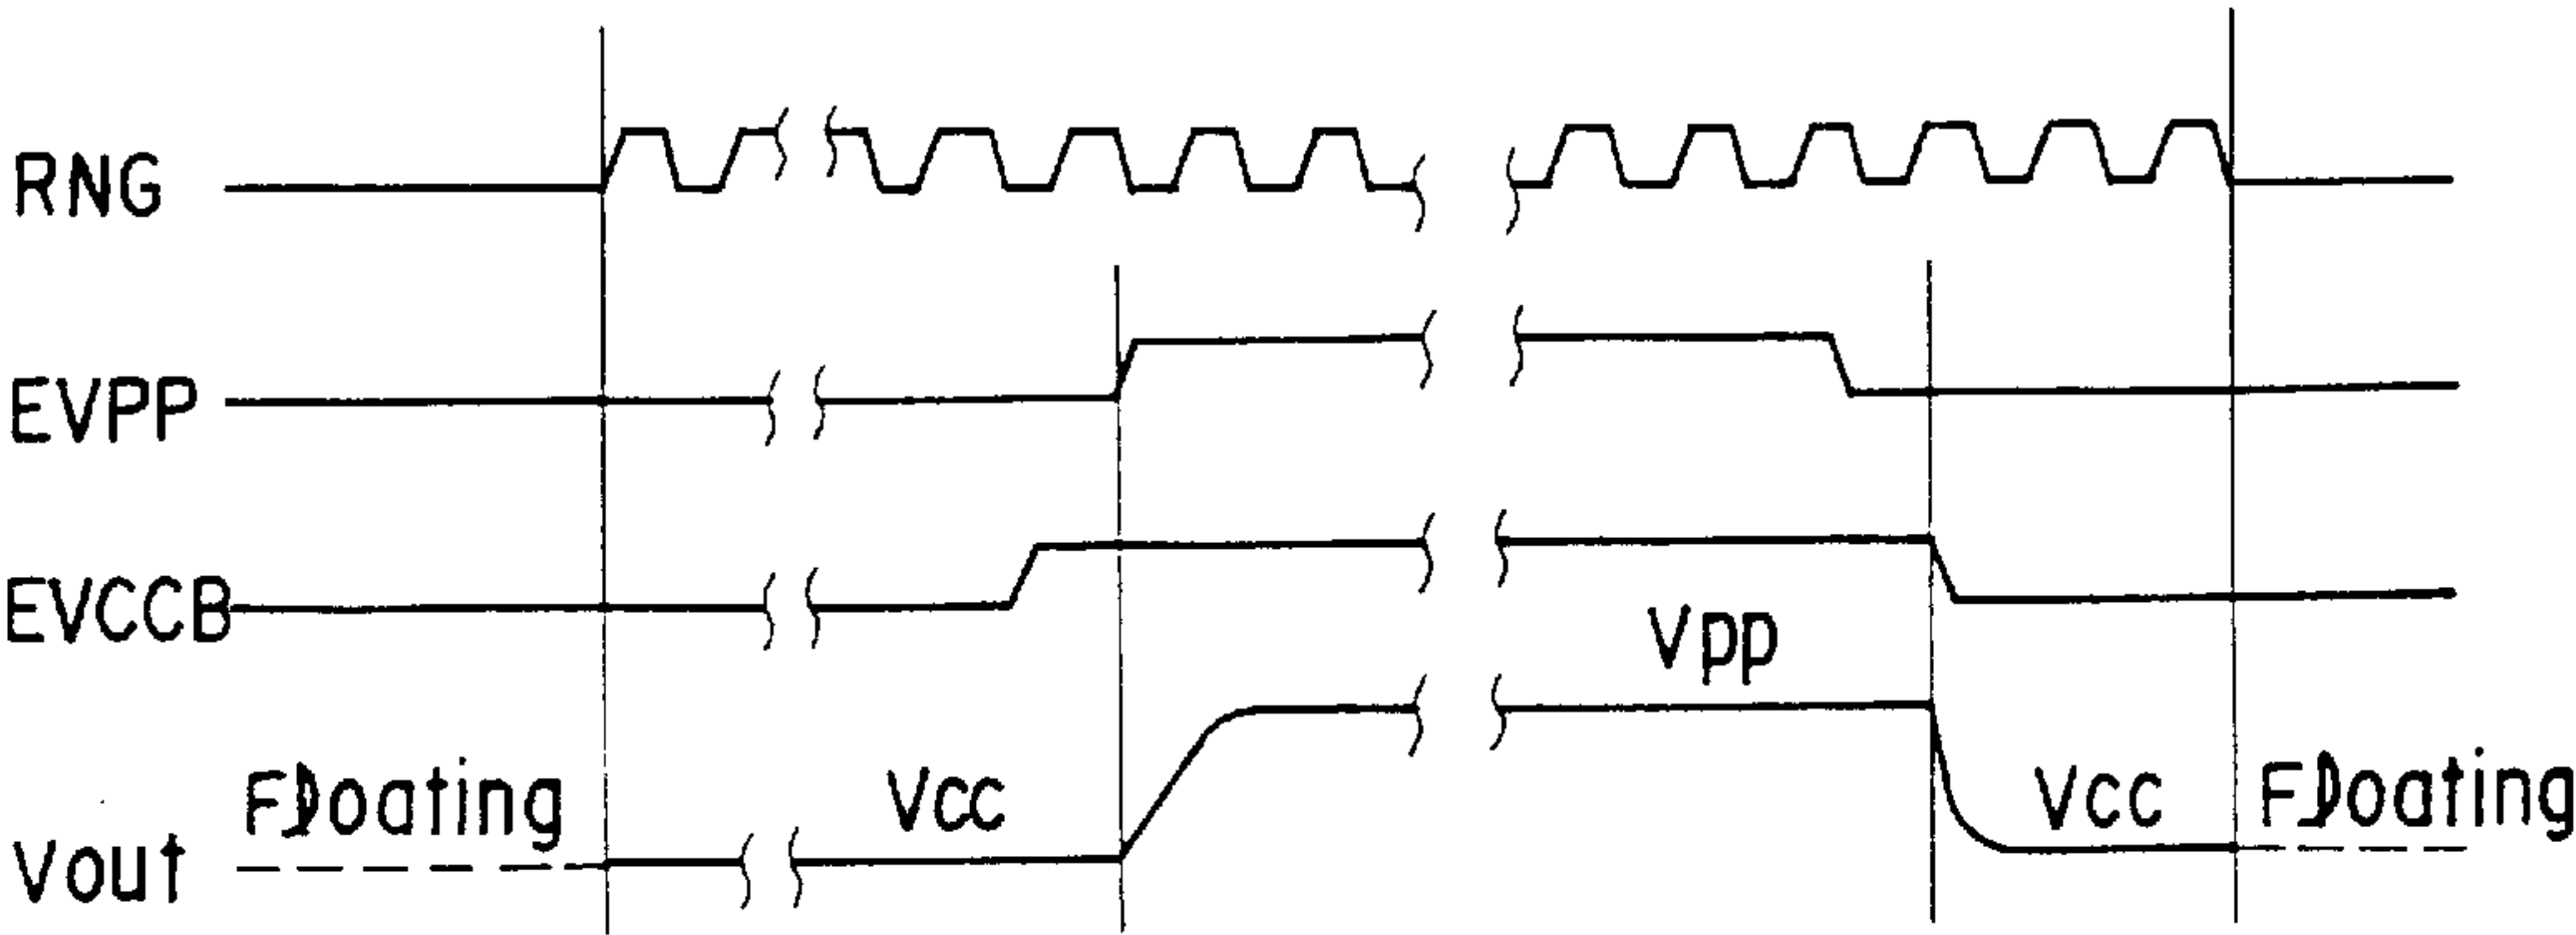 RNG
EVPP
EVCCB
Vpp
Floating
Vcc
Vcc
Floating
Vout